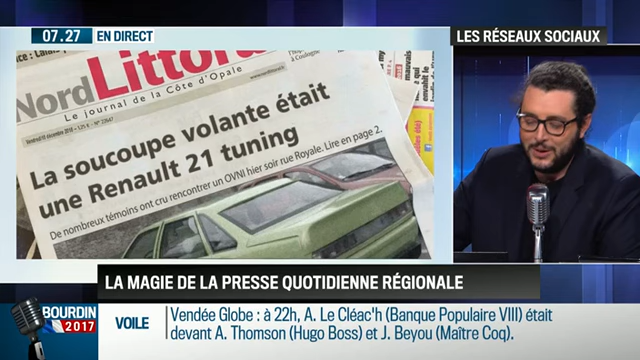 07.27 EN DIRECT
LES RÉSEAUX SOCIAUX
Nord Littoral
Le journal de la Côte d'Opale
La soucoupe volante était
une Renault 21 tuning
De nombreux témoins ont cru rencontrer un OVNI hier soir rue Royale. Lire en page 2.
LA MAGIE DE LA PRESSE QUOTIDIENNE RÉGIONALE
BOURDIN
2017
VOILE
Vendée Globe : à 22h, A. Le Cléac'h (Banque Populaire VIII) était
devant A. Thomson (Hugo Boss) et J. Beyou (Maître Coq).